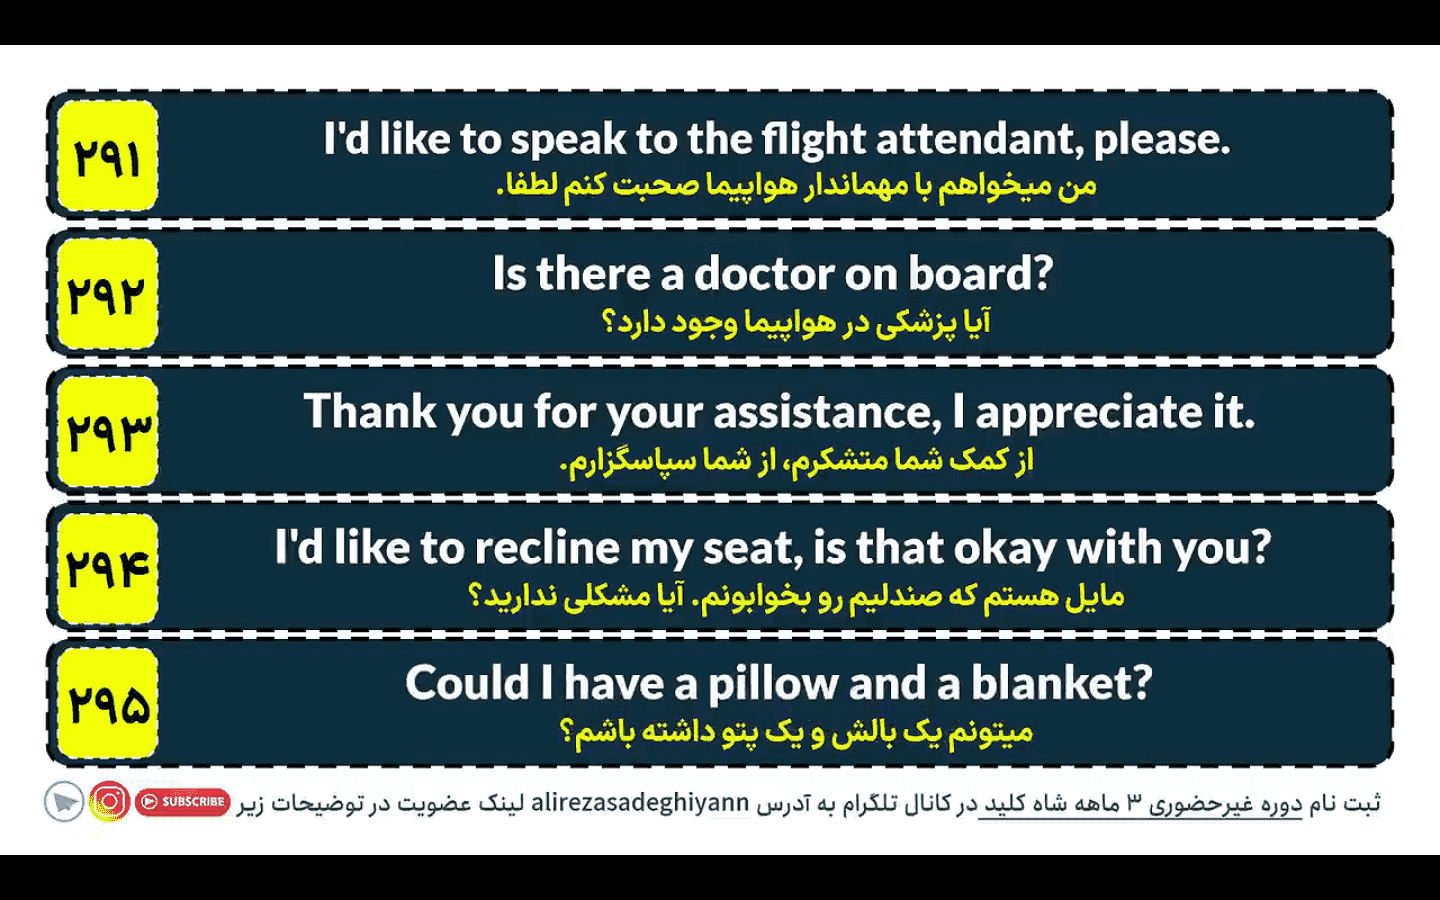 ۲۹۱
I'd like to speak to the flight attendant, please.
من میخواهم با مهماندار هواپیما صحبت کنم لطفا.
۲۹۲
Is there a doctor on board?
آیا پزشکی در هواپیما وجود دارد؟
۲۹۳
Thank you for your assistance, I appreciate it.
از کمک شما متشکرم، از شما سپاسگزارم.
۲۹۴
I'd like to recline my seat, is that okay with you?
مایل هستم که صندلیم رو بخوابونم. آیا مشکلی ندارید؟
۲۹۵
Could I have a pillow and a blanket?
میتونم یک بالش و یک پتو داشته باشم؟
ثبت نام دوره غیرحضوری ۳ ماهه شاه کلید در کانال تلگرام به آدرس alirezasadeghiyann لینک عضویت در توضیحات زیر SUBSCRIBE